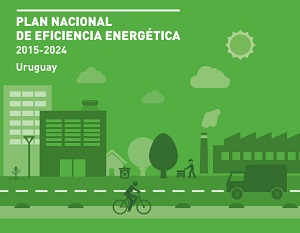 PLAN NACIONAL
DE EFICIENCIA ENERGÉTICA
2015-2024
Uruguay